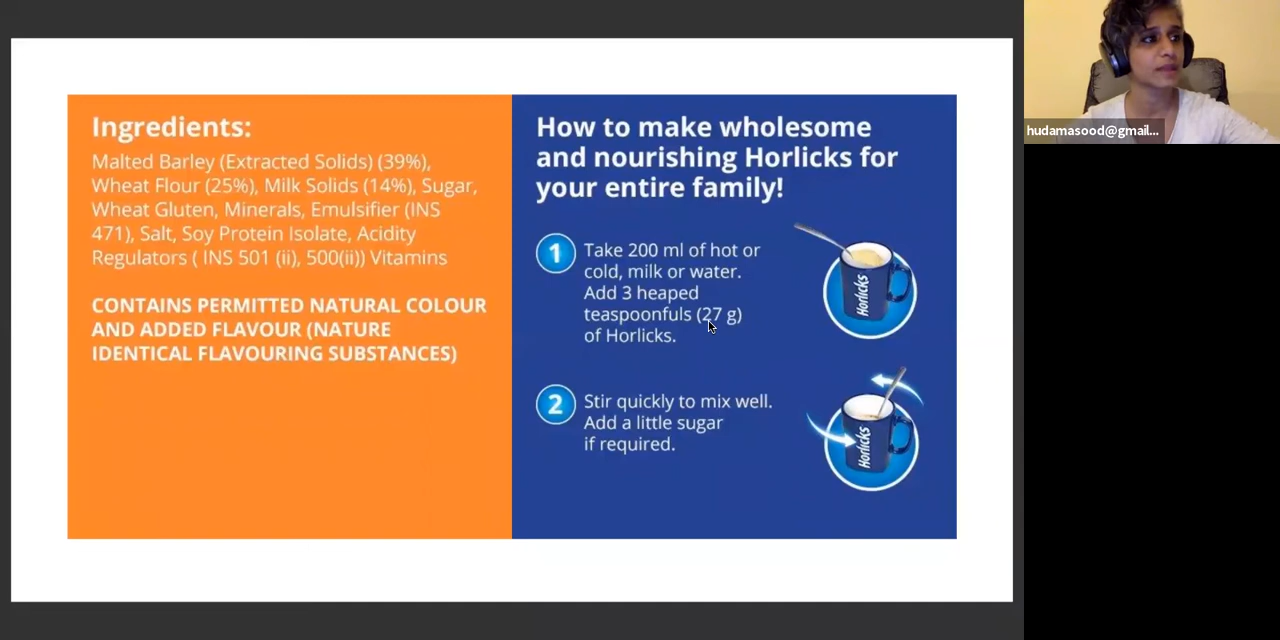 Ingredients:
Malted Barley (Extracted Solids) (39%),
Wheat Flour (25%), Milk Solids (14%), Sugar,
Wheat Gluten, Minerals, Emulsifier (INS
471), Salt, Soy Protein Isolate, Acidity
Regulators ( INS 501 (ii), 500(ii)) Vitamins
CONTAINS PERMITTED NATURAL COLOUR
AND ADDED FLAVOUR (NATURE
IDENTICAL FLAVOURING SUBSTANCES)
How to make wholesome
and nourishing Horlicks for
your entire family!
1
Take 200 ml of hot or
cold, milk or water.
Add 3 heaped
teaspoonfuls (27 g)
of Horlicks.
Horlicks
2
Stir quickly to mix well.
Add a little sugar
if required.
Horlicks
hudamasood@gmail...